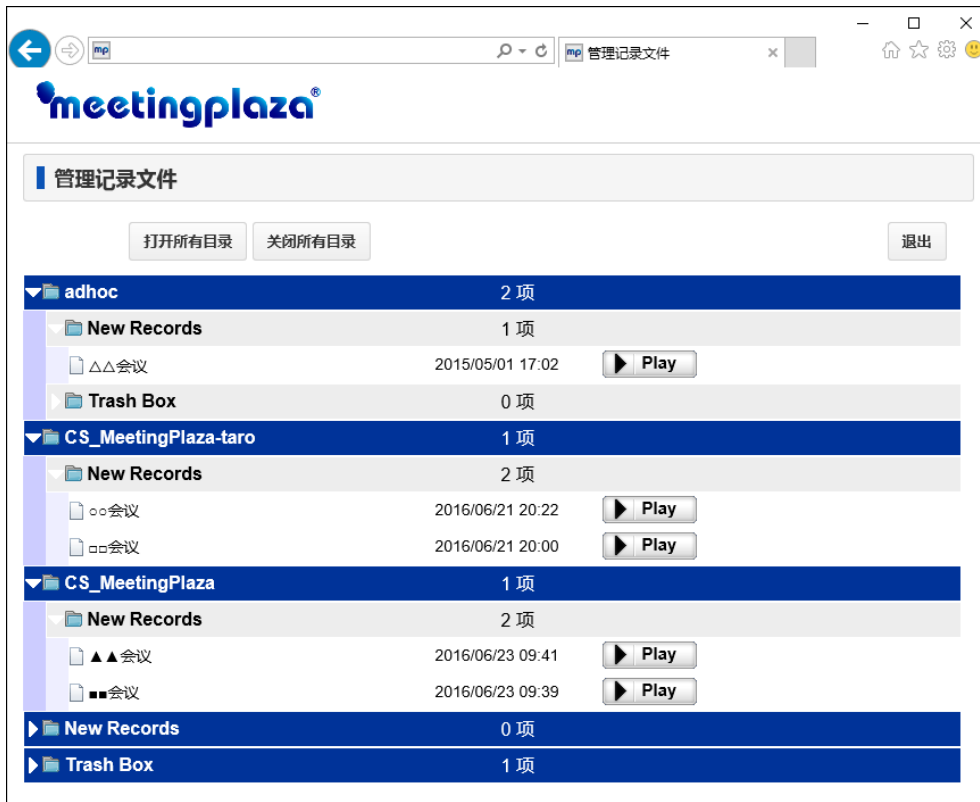 mp
mp 管理记录文件
meetingplaza®
管理记录文件
打开所有目录 关闭所有目录 退出
adhoc 2 项
New Records 1 项
△△会议 2015/05/01 17:02 Play
Trash Box 0 项
CS_MeetingPlaza-taro 1 项
New Records 2 项
○○会议 2016/06/21 20:22 Play
□□会议 2016/06/21 20:00 Play
CS_MeetingPlaza 1 项
New Records 2 项
▲▲会议 2016/06/23 09:41 Play
■■会议 2016/06/23 09:39 Play
New Records 0 项
Trash Box 1 项